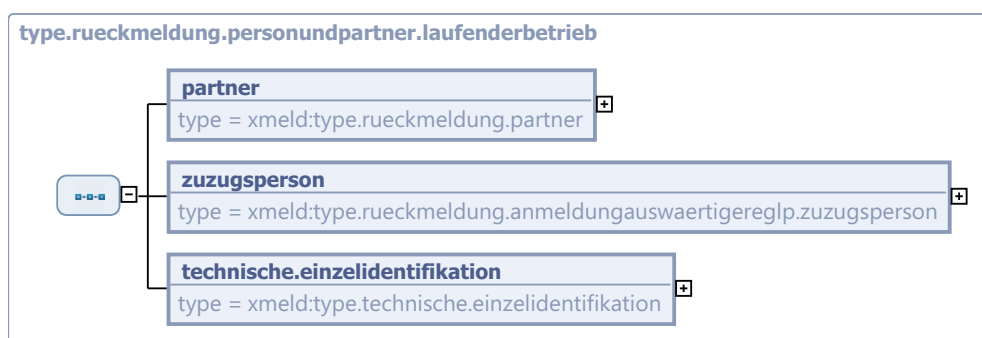 type.rueckmeldung.personundpartner.laufenderbetrieb
partner
type = xmeld:type.rueckmeldung.partner
zuzugsperson
type = xmeld:type.rueckmeldung.anmeldungauswaertigereglp.zuzugsperson
technische.einzelidentifikation
type = xmeld:type.technische.einzelidentifikation